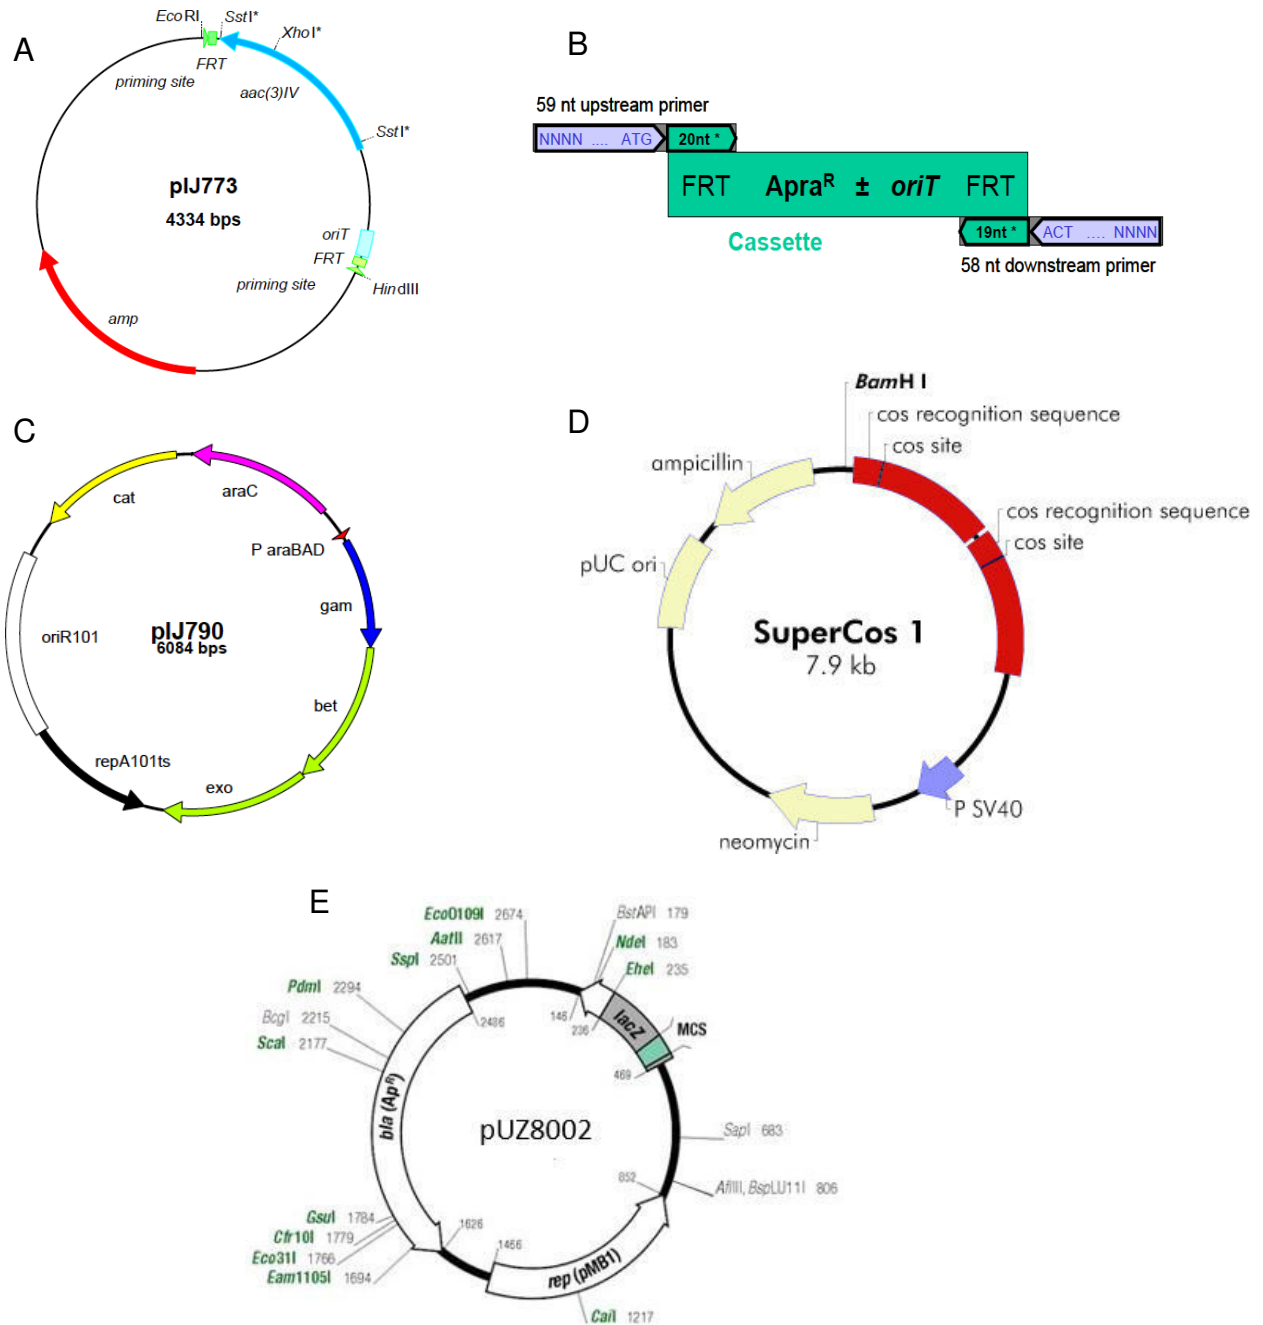 A
EcoRI
SstI*
XhoI*
FRT
priming site
aac(3)IV
SstI*
pIJ773
4334 bps
oriT
FRT
priming site
HindIII
amp
B
59 nt upstream primer
NNNN .... ATG
20nt *
FRT ApraR ± oriT FRT
Cassette
19nt *
ACT .... NNNN
58 nt downstream primer
C
cat
araC
P araBAD
gam
oriR101
pIJ790
6084 bps
bet
repA101ts
exo
D
BamH I
cos recognition sequence
cos site
ampicillin
cos recognition sequence
cos site
pUC ori
SuperCos 1
7.9 kb
P SV40
neomycin
E
EcoO109I 2674
AatII 2617
SspI 2501
PdmI 2294
BcgI 2215
ScaI 2177
BstAPI 179
NdeI 183
EheI 235
2486
146
236
lacZ
MCS
469
bla (ApR)
pUZ8002
SapI 683
AflIII, BspLU11I 806
852
GsuI 1784
Cfr10I 1779
Eco31I 1766
Eam1105I 1694
1626
1466
rep (pMB1)
CaiI 1217